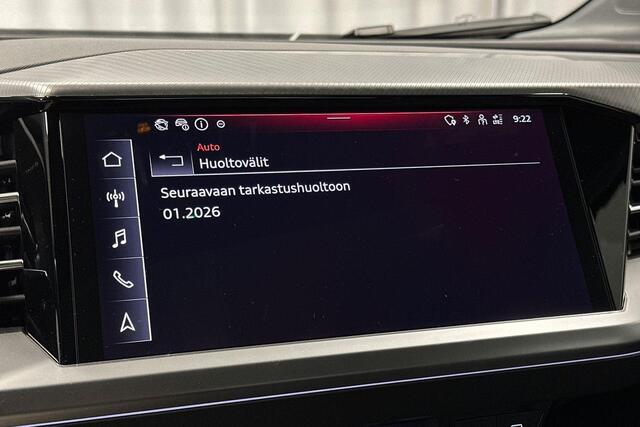 9:22
Auto
Huoltovälit
Seuraavaan tarkastushuoltoon
01.2026